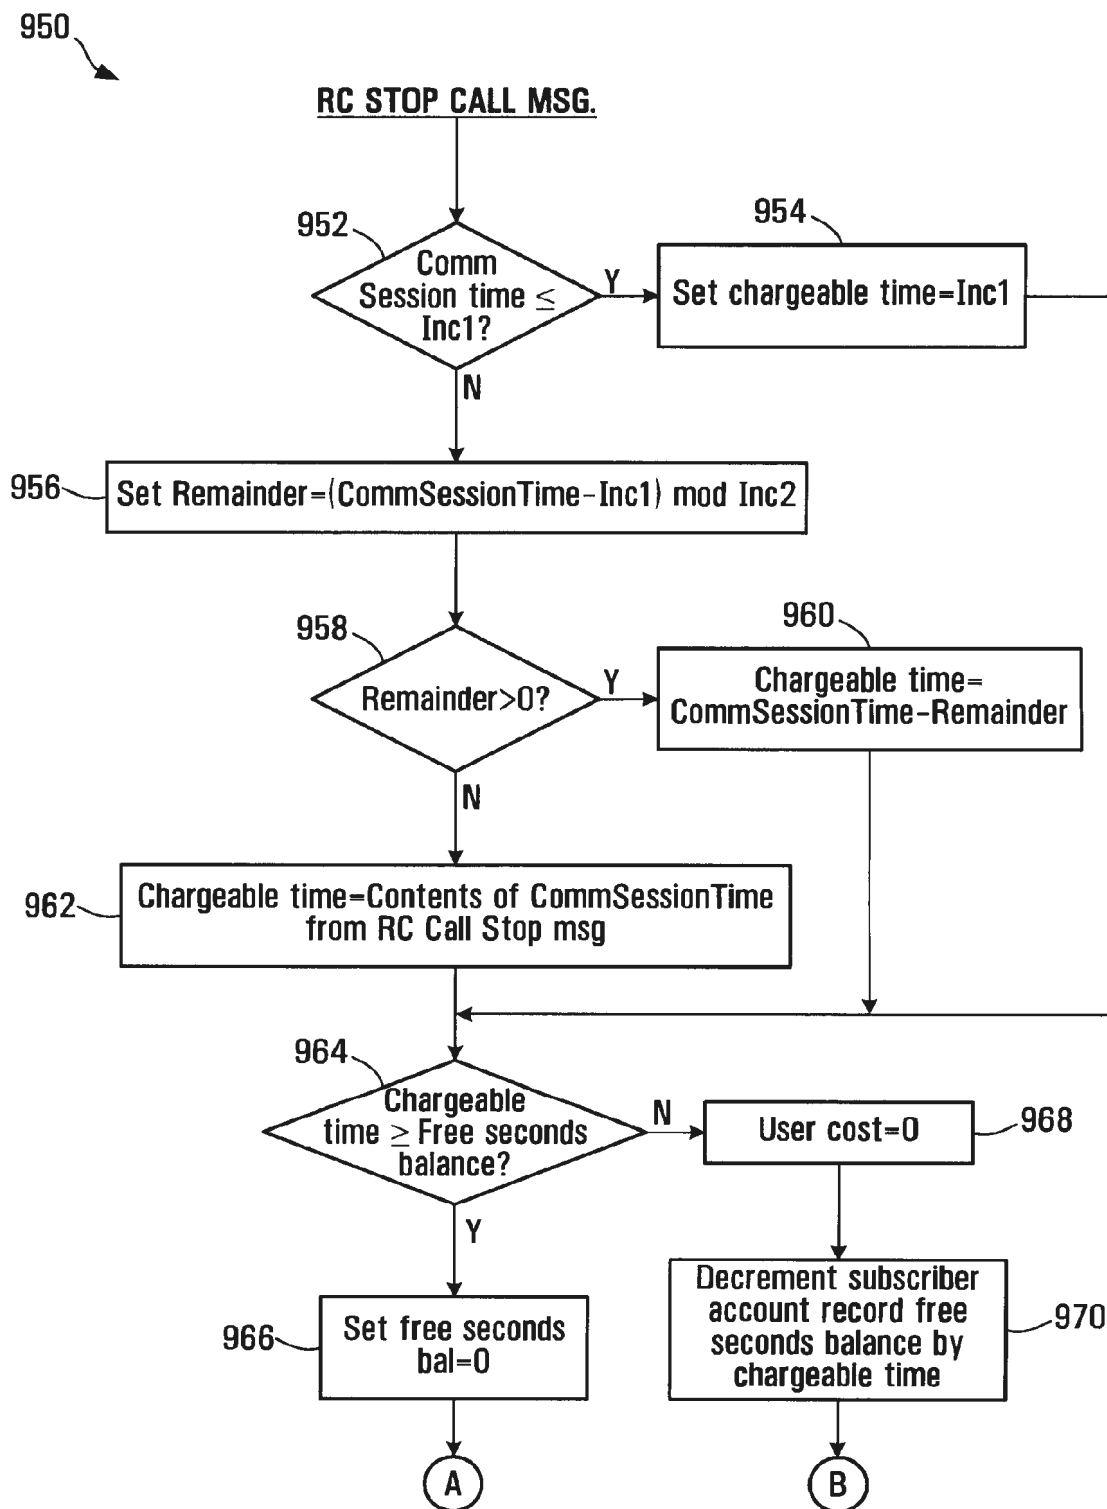 950
RC STOP CALL MSG.
952
Comm
Session time ≤
Inc1?
Y
N
954
Set chargeable time=Inc1
956
Set Remainder=(CommSessionTime-Inc1) mod Inc2
958
Remainder>0?
Y
N
960
Chargeable time=
CommSessionTime-Remainder
962
Chargeable time=Contents of CommSessionTime
from RC Call Stop msg
964
Chargeable
time ≥ Free seconds
balance?
N
Y
User cost=0
968
966
Set free seconds
bal=0
Decrement subscriber
account record free
seconds balance by
chargeable time
970
A
B